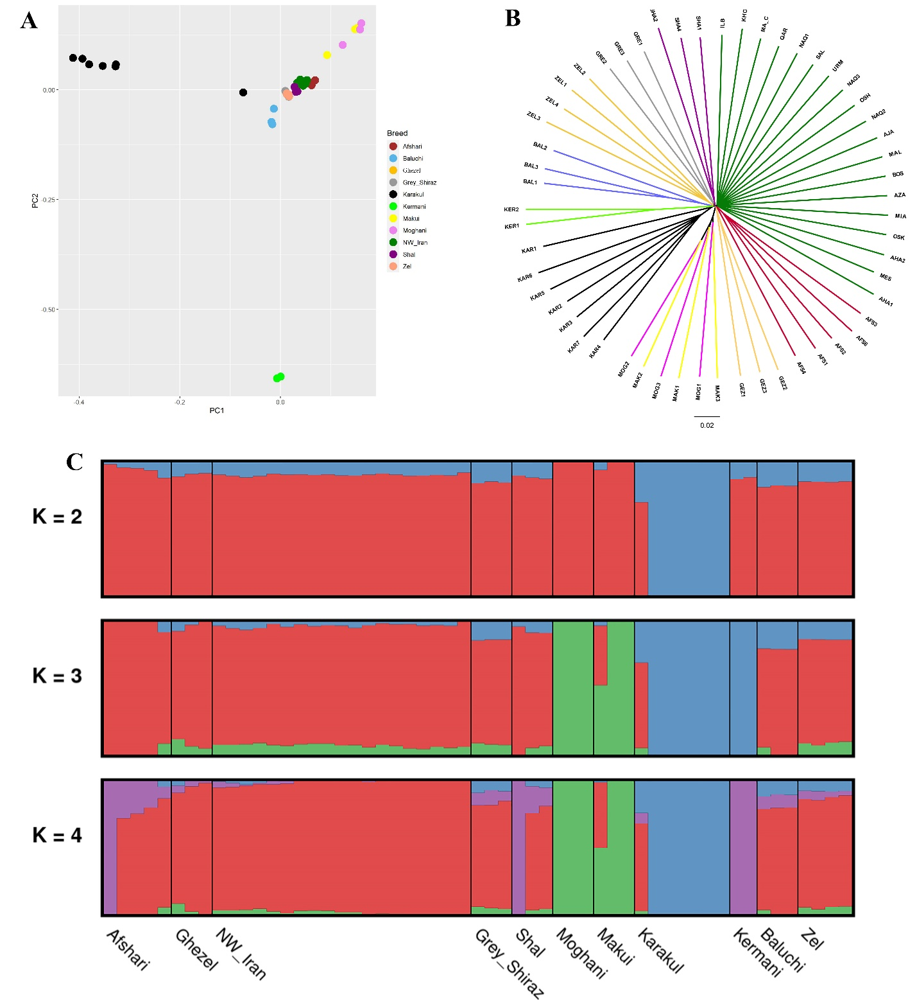 A
0.00
-0.25
-0.50
PC2
-0.4
-0.2
0.0
PC1
Breed
Afshari
Baluchi
Ghezel
Grey_Shiraz
Karakul
Kermani
Makui
Moghani
NW_Iran
Shal
Zel
B
SHA2
SHA4
SHA1
ILB
KHO
MA_C
QAR
NAQ1
SAL
URM
NAQ3
OSH
NAQ2
AJA
MAL
BOS
AZA
MIA
OSK
AHA2
MES
AHA1
AFS3
AFS6
AFS2
AFS1
AFS4
GEZ2
GEZ3
GEZ1
MAK3
MOG1
MAK1
MOG3
MAK2
MOG2
KAR4
KAR7
KAR3
KAR2
KAR5
KAR6
KAR1
KER1
KER2
BAL1
BAL3
BAL2
ZEL3
ZEL4
ZEL1
ZEL2
GRE2
GRE3
GRE1
0.02
C
K = 2
K = 3
K = 4
Afshari
Ghezel
NW_Iran
Grey_Shiraz
Shal
Moghani
Makui
Karakul
Kermani
Baluchi
Zel